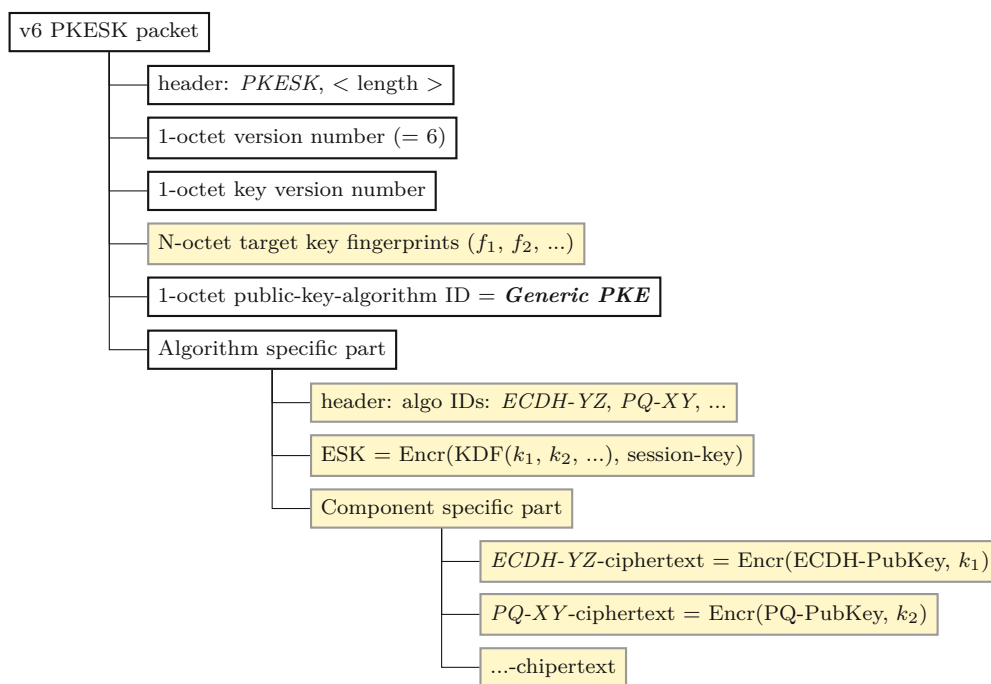 v6 PKESK packet
header: PKESK, < length >
1-octet version number (= 6)
1-octet key version number
N-octet target key fingerprints (f₁, f₂, ...)
1-octet public-key-algorithm ID = Generic PKE
Algorithm specific part
header: algo IDs: ECDH-YZ, PQ-XY, ...
ESK = Encr(KDF(k₁, k₂, ...), session-key)
Component specific part
ECDH-YZ-ciphertext = Encr(ECDH-PubKey, k₁)
PQ-XY-ciphertext = Encr(PQ-PubKey, k₂)
...-chipertext